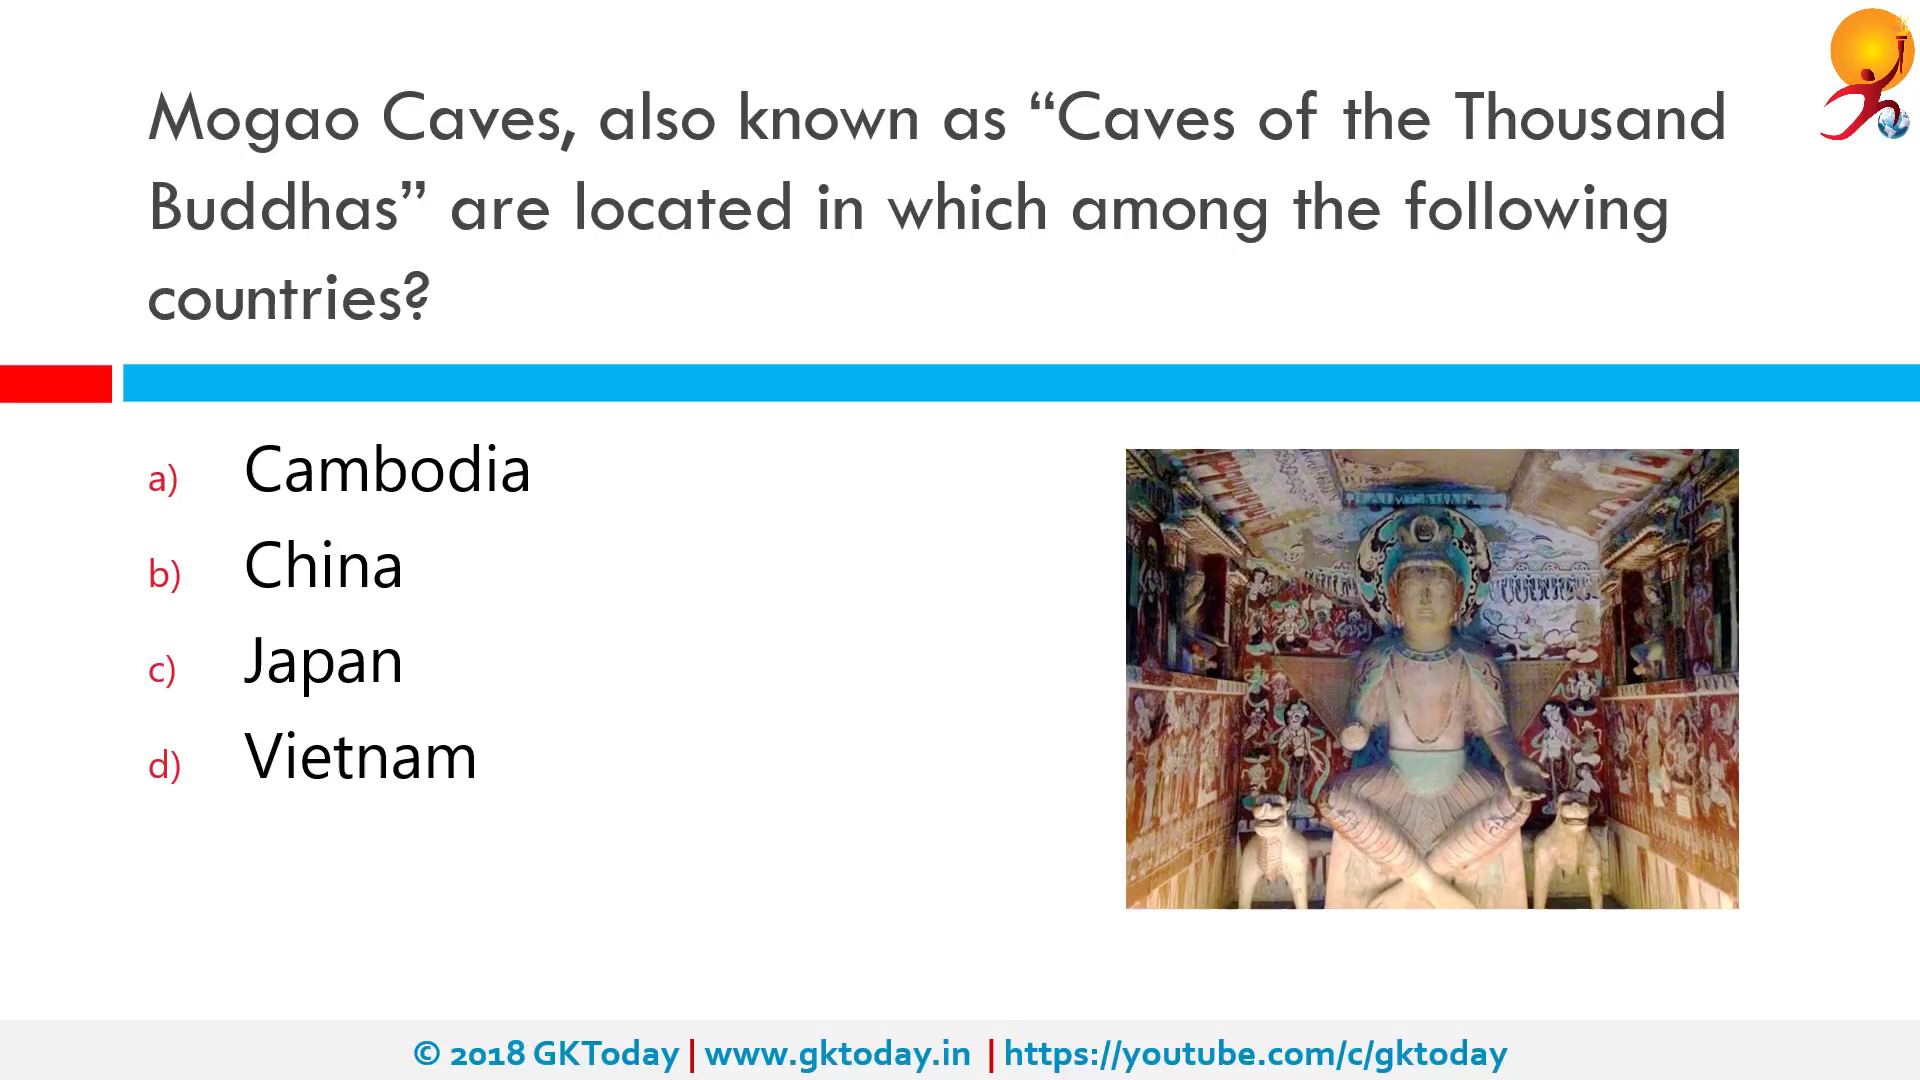 Mogao Caves, also known as “Caves of the Thousand
Buddhas” are located in which among the following
countries?
a) Cambodia
b) China
c) Japan
d) Vietnam
© 2018 GKToday | www.gktoday.in | https://youtube.com/c/gktoday